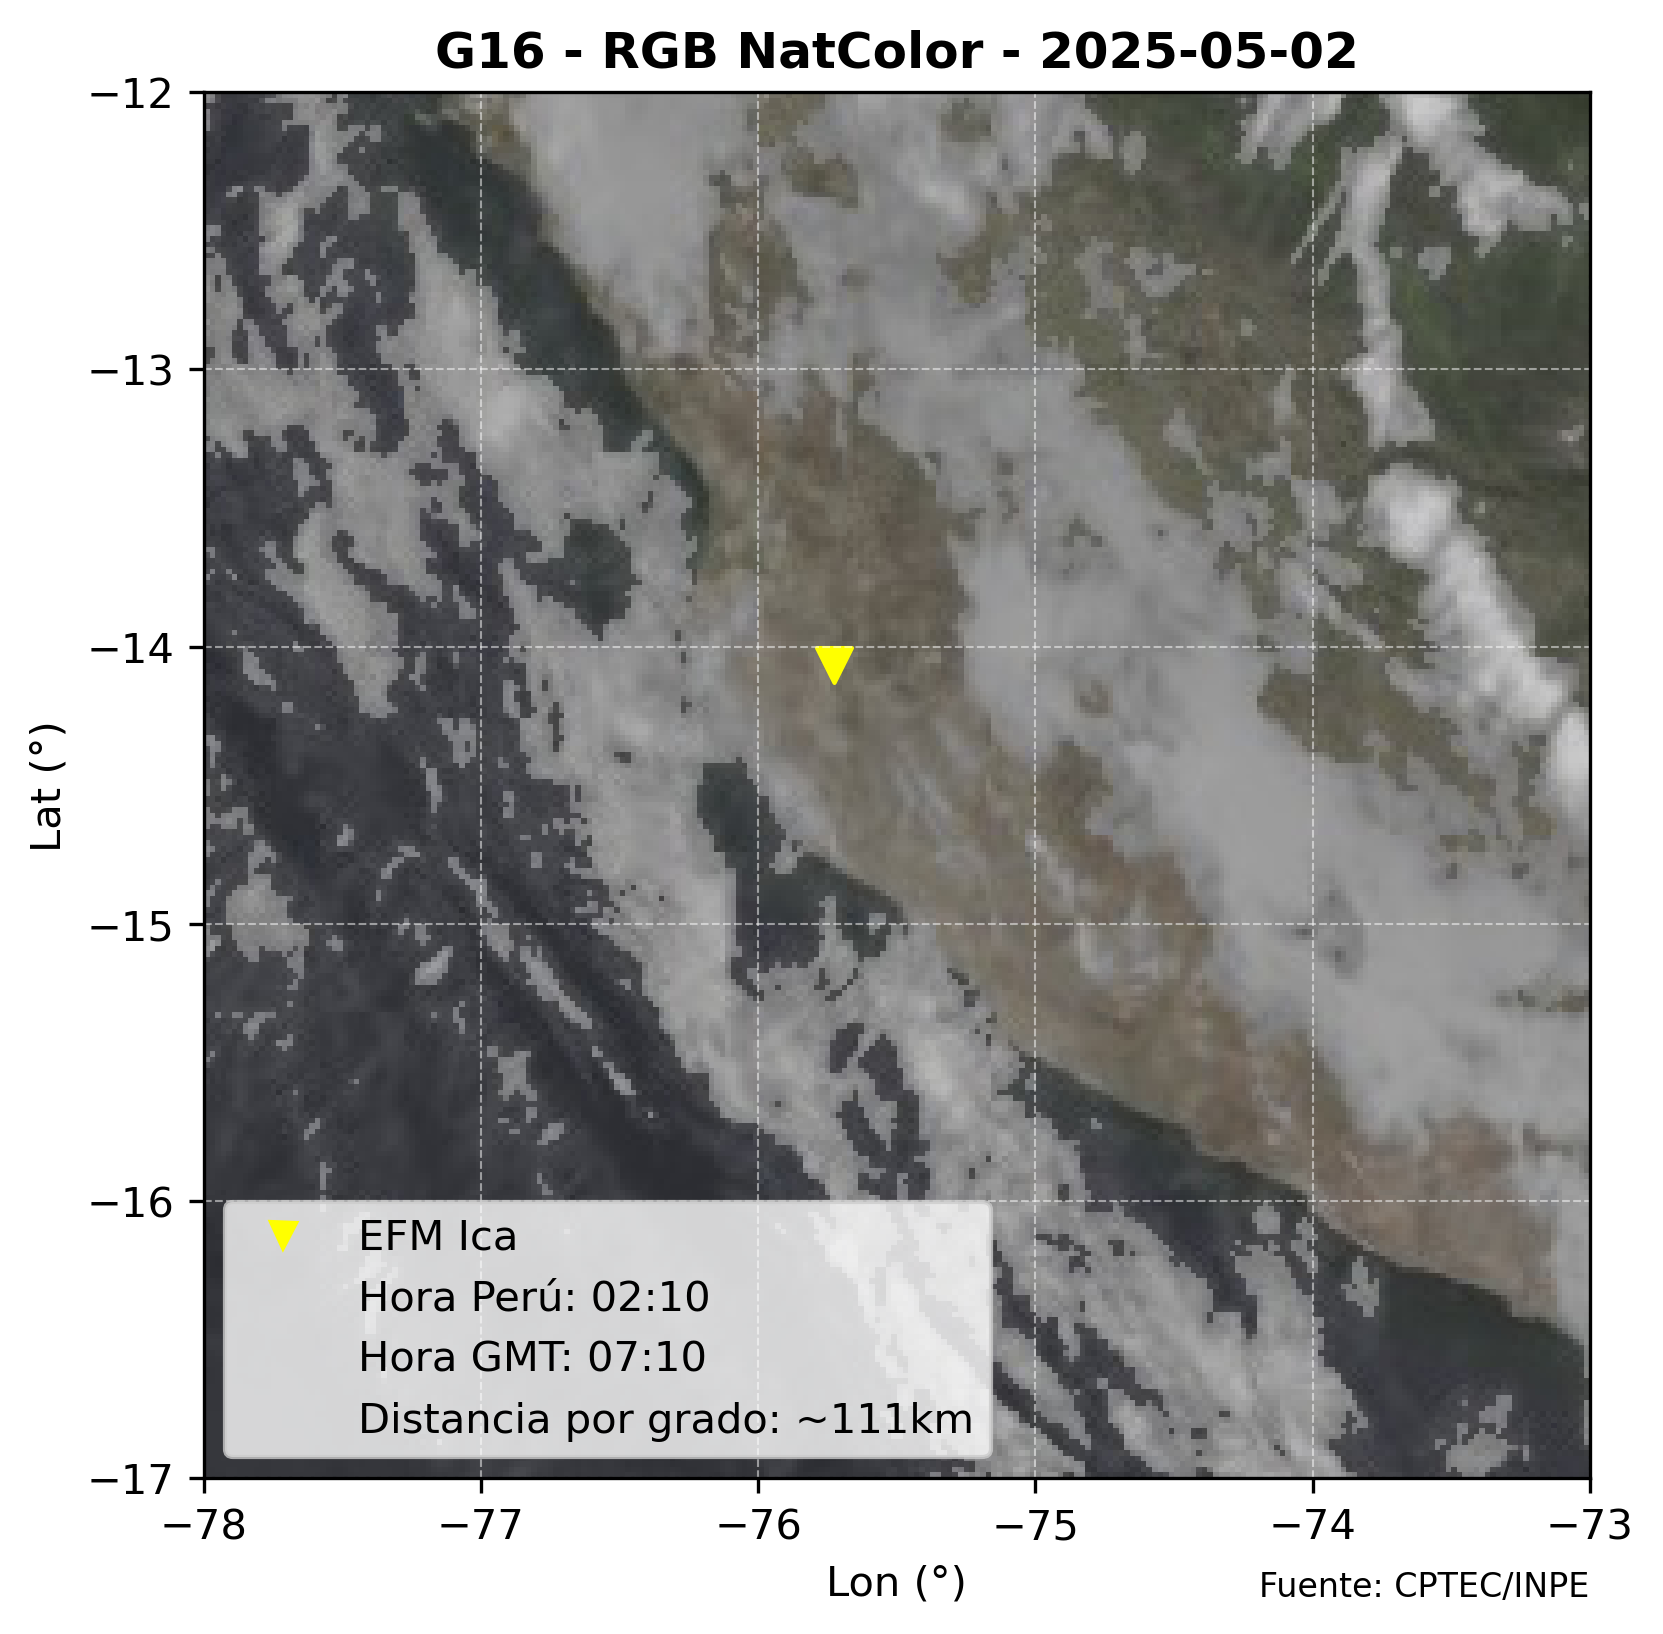 G16 - RGB NatColor - 2025-05-02
−12
−13
−14
−15
−16
−17
Lat (°)
EFM Ica
Hora Perú: 02:10
Hora GMT: 07:10
Distancia por grado: ~111km
−78 −77 −76 −75 −74 −73
Lon (°)
Fuente: CPTEC/INPE